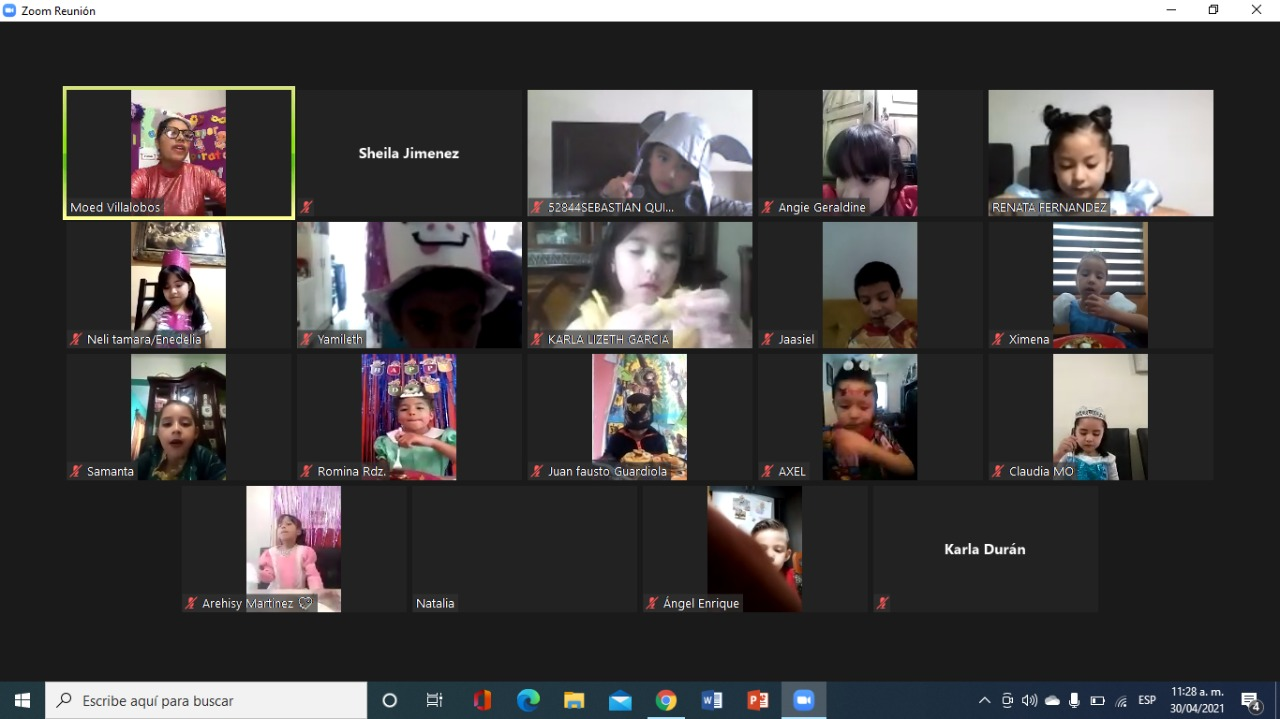 Zoom Reunión
Moed Villalobos
Sheila Jimenez
52844SEBASTIAN QUI...
Angie Geraldine
RENATA FERNANDEZ
Neli tamara/Enedelia
Yamileth
KARLA LIZETH GARCIA
Jaasiel
Ximena
Samanta
Romina Rdz.
Juan fausto Guardiola
AXEL
Claudia MO
Arehisy Martínez
Natalia
Ángel Enrique
Karla Durán
Escribe aquí para buscar
ESP
11:28 a. m.
30/04/2021
4